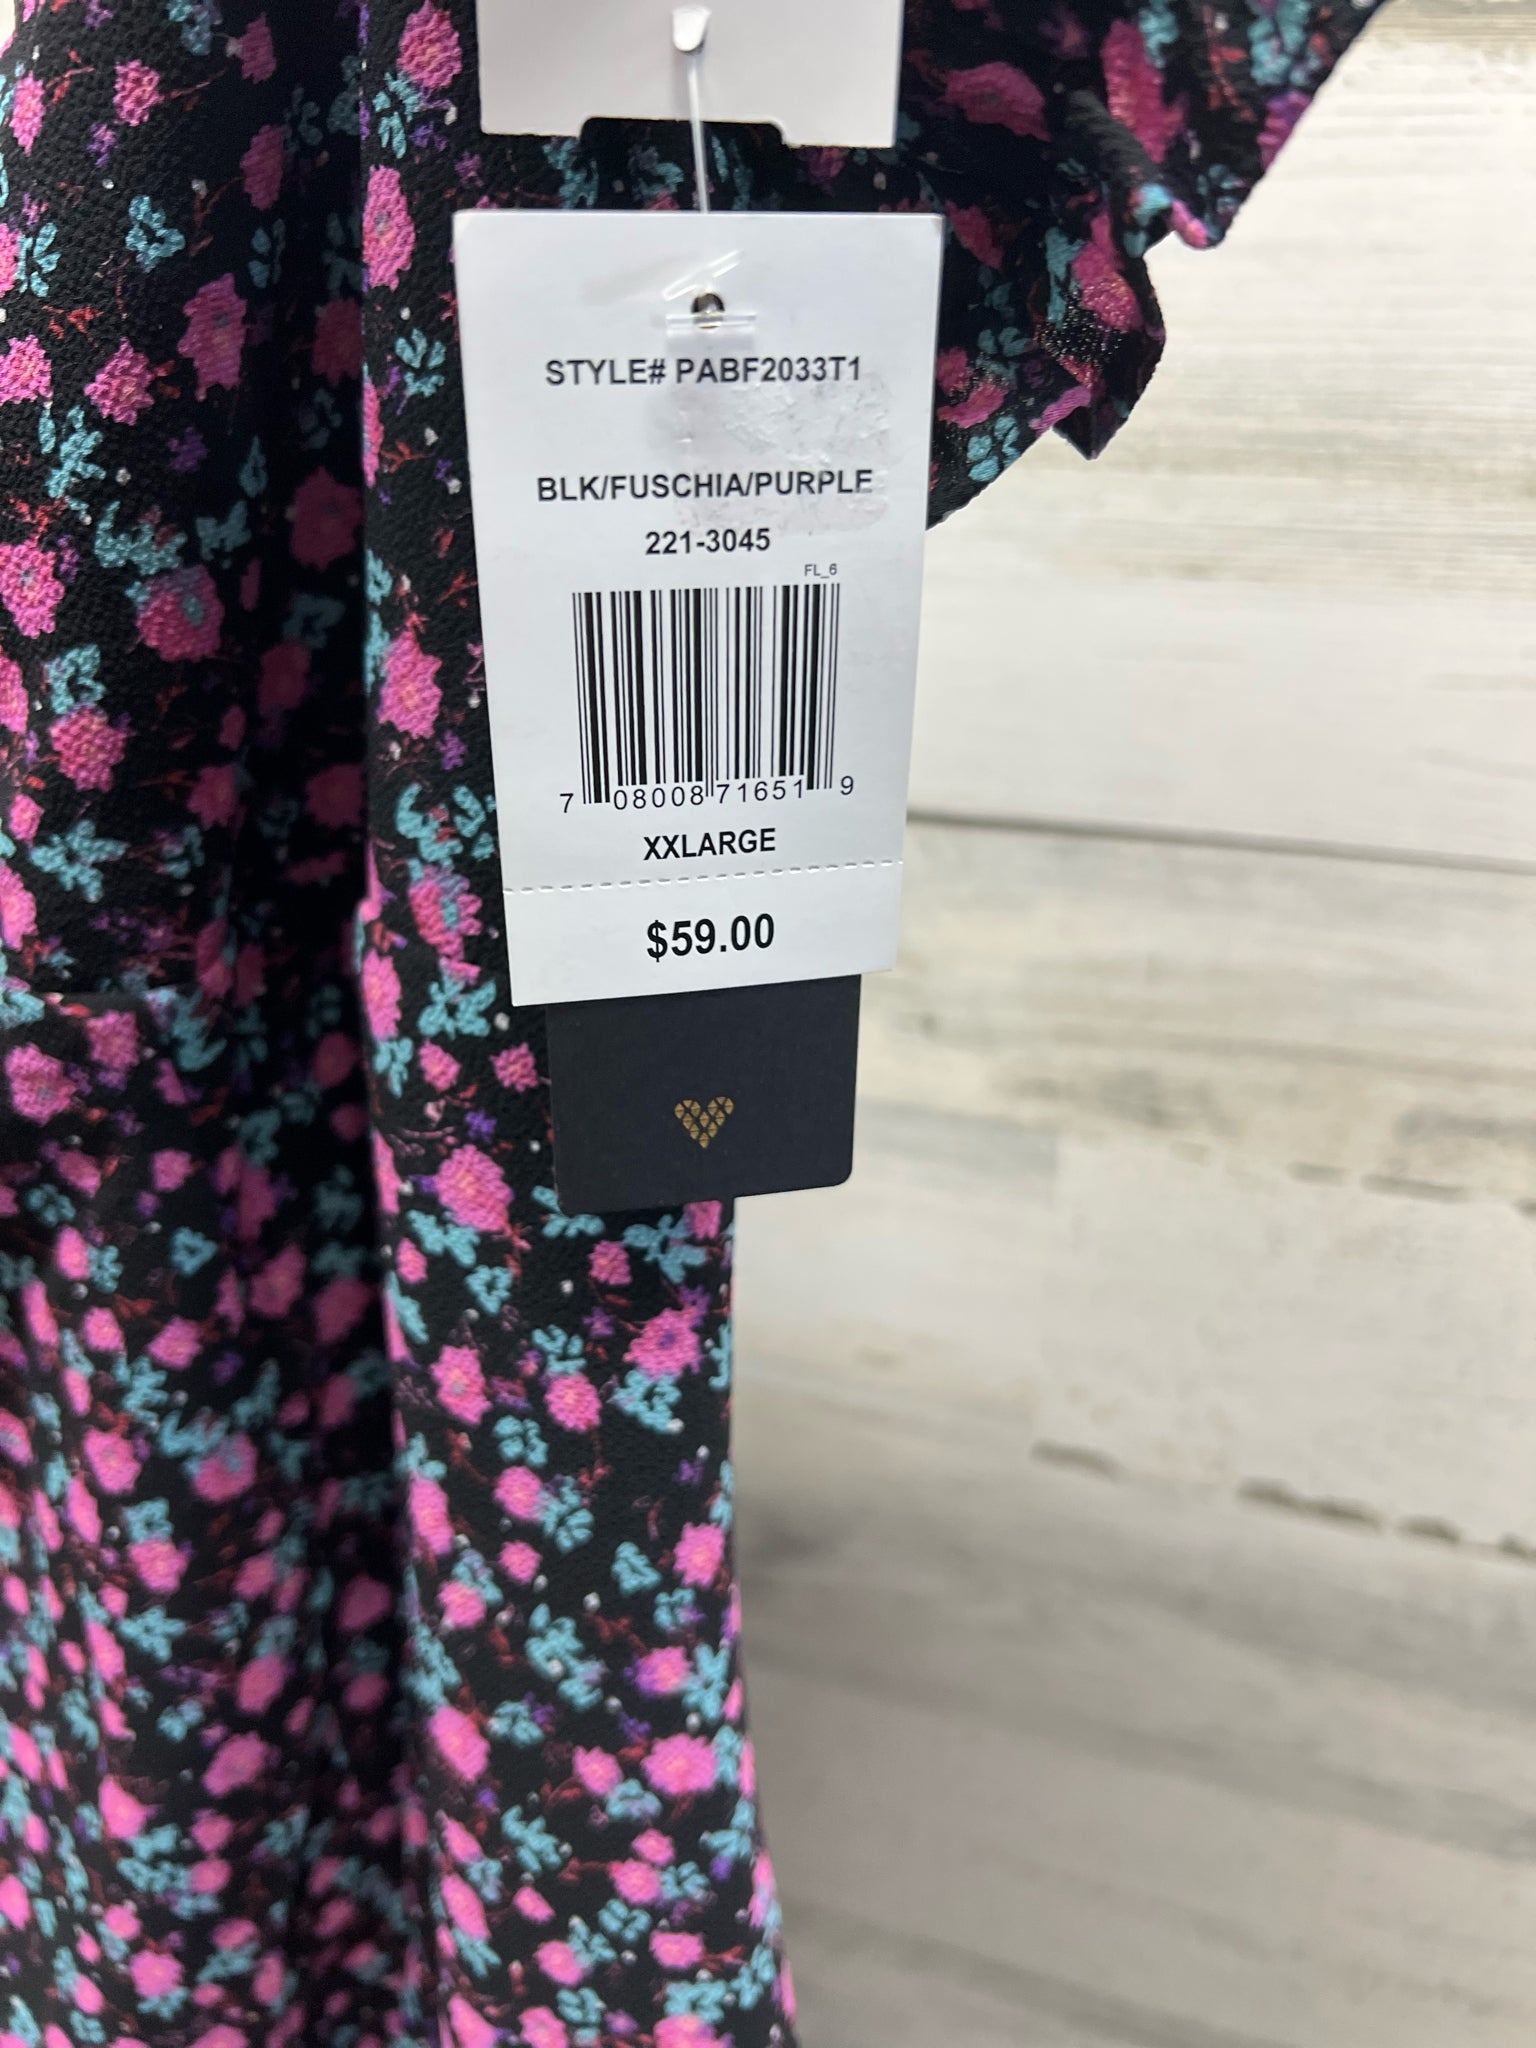 STYLE# PABF2033T1
BLK/FUSCHIA/PURPLE
221-3045
FL_6
7 08008 71651 9
XXLARGE
$59.00